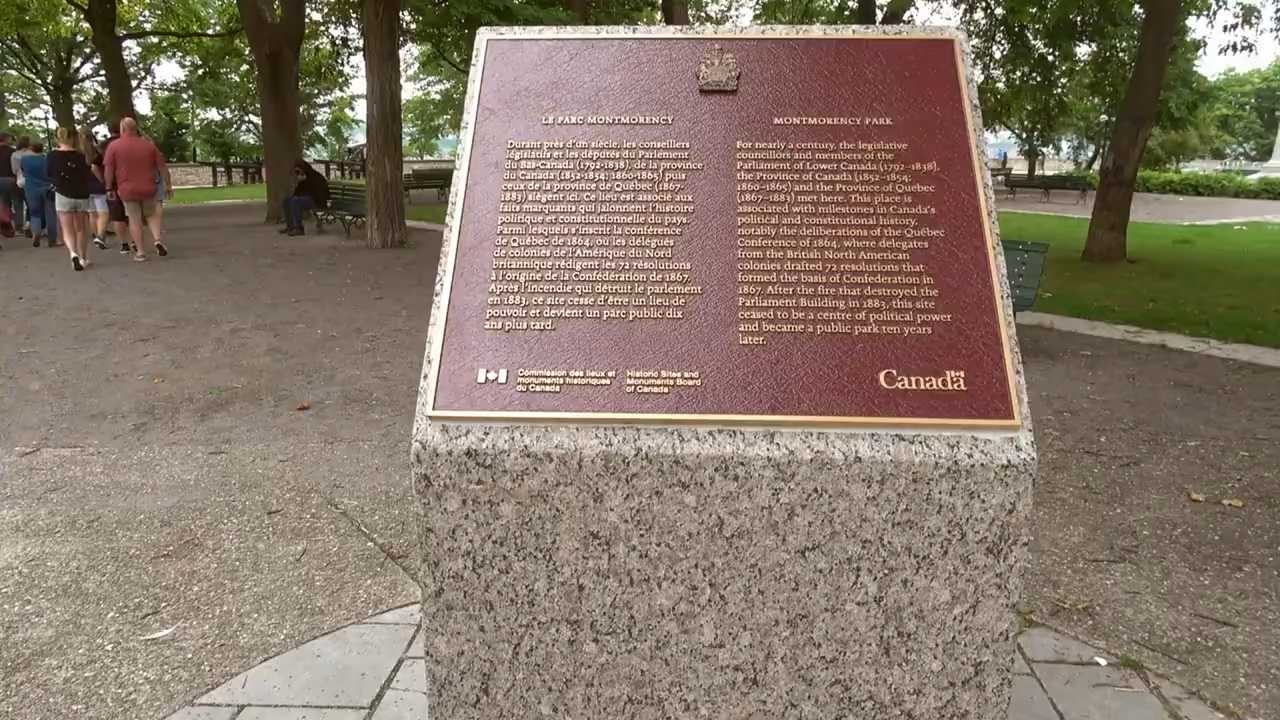 LE PARC MONTMORENCY
Durant près d'un siècle, les conseillers
législatifs et les députés du Parlement
du Bas-Canada (1792-1838), de la province
du Canada (1852-1854; 1860-1865) puis
ceux de la province de Québec (1867-
1883) siègent ici. Ce lieu est associé aux
faits marquants qui jalonnent l'histoire
politique et constitutionnelle du pays.
Parmi lesquels s'inscrit la conférence
de Québec de 1864, où les délégués
de colonies de l'Amérique du Nord
britannique rédigent les 72 résolutions
à l'origine de la Confédération de 1867.
Après l'incendie qui détruit le parlement
en 1883, ce site cesse d'être un lieu de
pouvoir et devient un parc public dix
ans plus tard.
MONTMORENCY PARK
For nearly a century, the legislative
councillors and members of the
Parliament of Lower Canada (1792–1838),
the Province of Canada (1852–1854;
1860–1865) and the Province of Quebec
(1867–1883) met here. This place is
associated with milestones in Canada's
political and constitutional history,
notably the deliberations of the Québec
Conference of 1864, where delegates
from the British North American
colonies drafted 72 resolutions that
formed the basis of Confederation in
1867. After the fire that destroyed the
Parliament Building in 1883, this site
ceased to be a centre of political power
and became a public park ten years
later.
Commission des lieux et
monuments historiques
du Canada
Historic Sites and
Monuments Board
of Canada
Canada